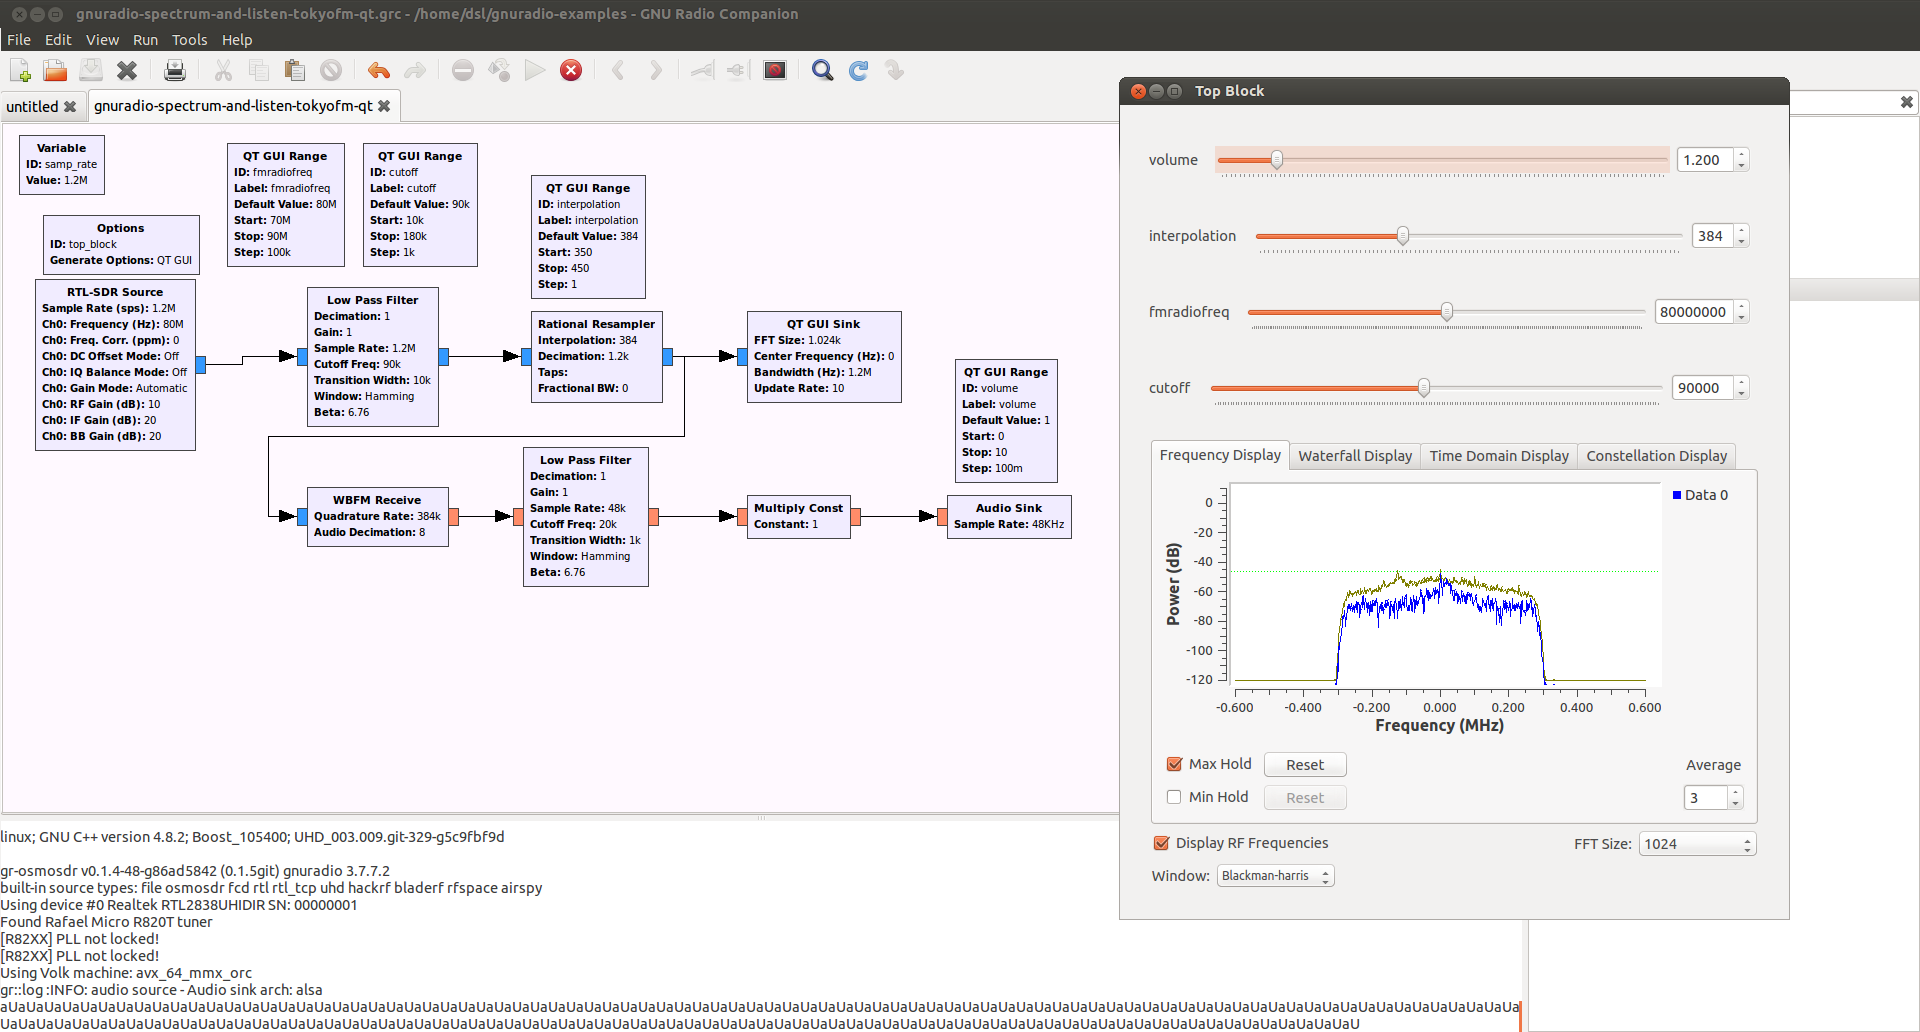 gnuradio-spectrum-and-listen-tokyofm-qt.grc - /home/dsl/gnuradio-examples - GNU Radio Companion
File Edit View Run Tools Help
untitled
gnuradio-spectrum-and-listen-tokyofm-qt
Variable
ID: samp_rate
Value: 1.2M
Options
ID: top_block
Generate Options: QT GUI
QT GUI Range
ID: fmradiofreq
Label: fmradiofreq
Default Value: 80M
Start: 70M
Stop: 90M
Step: 100k
QT GUI Range
ID: cutoff
Label: cutoff
Default Value: 90k
Start: 10k
Stop: 180k
Step: 1k
QT GUI Range
ID: interpolation
Label: interpolation
Default Value: 384
Start: 350
Stop: 450
Step: 1
RTL-SDR Source
Sample Rate (sps): 1.2M
Ch0: Frequency (Hz): 80M
Ch0: Freq. Corr. (ppm): 0
Ch0: DC Offset Mode: Off
Ch0: IQ Balance Mode: Off
Ch0: Gain Mode: Automatic
Ch0: RF Gain (dB): 10
Ch0: IF Gain (dB): 20
Ch0: BB Gain (dB): 20
Low Pass Filter
Decimation: 1
Gain: 1
Sample Rate: 1.2M
Cutoff Freq: 90k
Transition Width: 10k
Window: Hamming
Beta: 6.76
Rational Resampler
Interpolation: 384
Decimation: 1.2k
Taps:
Fractional BW: 0
QT GUI Sink
FFT Size: 1.024k
Center Frequency (Hz): 0
Bandwidth (Hz): 1.2M
Update Rate: 10
QT GUI Range
ID: volume
Label: volume
Default Value: 1
Start: 0
Stop: 10
Step: 100m
WBFM Receive
Quadrature Rate: 384k
Audio Decimation: 8
Low Pass Filter
Decimation: 1
Gain: 1
Sample Rate: 48k
Cutoff Freq: 20k
Transition Width: 1k
Window: Hamming
Beta: 6.76
Multiply Const
Constant: 1
Audio Sink
Sample Rate: 48KHz
Top Block
volume 1.200
interpolation 384
fmradiofreq 80000000
cutoff 90000
Frequency Display Waterfall Display Time Domain Display Constellation Display
Data 0
Power (dB)
0
-20
-40
-60
-80
-100
-120
-0.600 -0.400 -0.200 0.000 0.200 0.400 0.600
Frequency (MHz)
Max Hold Reset Average
Min Hold Reset 3
Display RF Frequencies FFT Size: 1024
Window: Blackman-harris
linux; GNU C++ version 4.8.2; Boost_105400; UHD_003.009.git-329-g5c9fbf9d
gr-osmosdr v0.1.4-48-g86ad5842 (0.1.5git) gnuradio 3.7.7.2
built-in source types: file osmosdr fcd rtl rtl_tcp uhd hackrf bladerf rfspace airspy
Using device #0 Realtek RTL2838UHIDIR SN: 00000001
Found Rafael Micro R820T tuner
[R82XX] PLL not locked!
[R82XX] PLL not locked!
Using Volk machine: avx_64_mmx_orc
gr::log :INFO: audio source - Audio sink arch: alsa